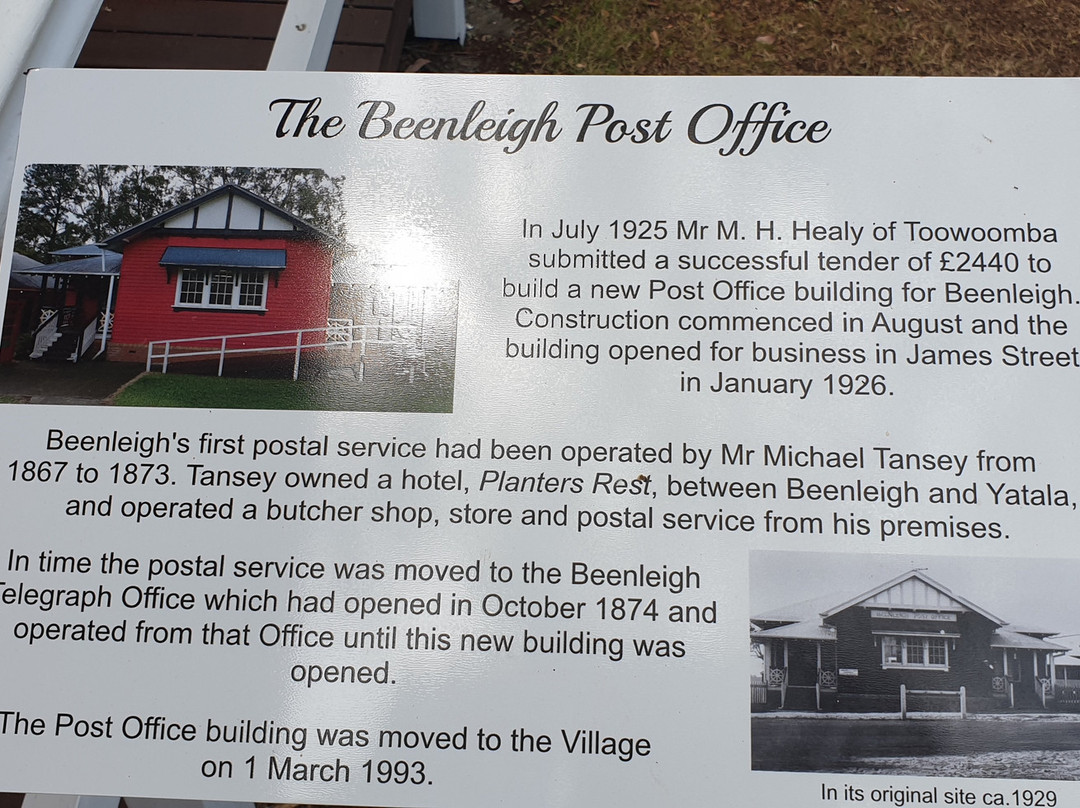 The Beenleigh Post Office
In July 1925 Mr M. H. Healy of Toowoomba
submitted a successful tender of £2440 to
build a new Post Office building for Beenleigh.
Construction commenced in August and the
building opened for business in James Street
in January 1926.
Beenleigh's first postal service had been operated by Mr Michael Tansey from
1867 to 1873. Tansey owned a hotel, Planters Rest, between Beenleigh and Yatala,
and operated a butcher shop, store and postal service from his premises.
In time the postal service was moved to the Beenleigh
Telegraph Office which had opened in October 1874 and
operated from that Office until this new building was
opened.
The Post Office building was moved to the Village
on 1 March 1993.
BEENLEIGH POST OFFICE
In its original site ca.1929